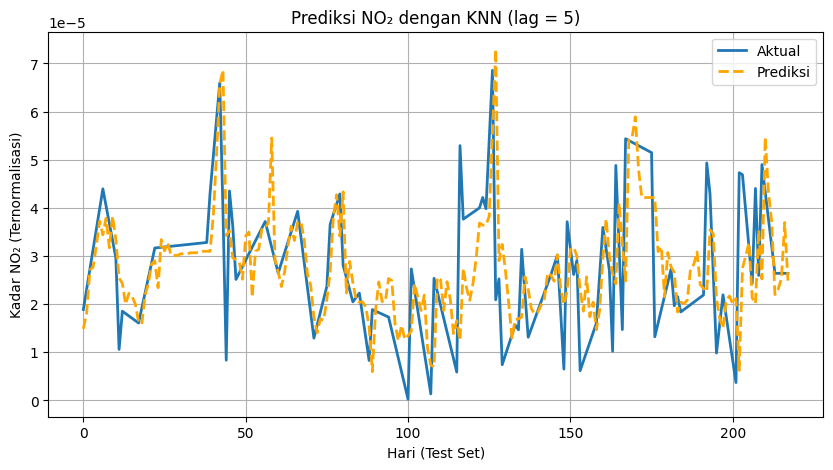 Prediksi NO₂ dengan KNN (lag = 5)
1e−5
Aktual
Prediksi
7
6
5
4
3
2
1
0
Kadar NO₂ (Ternormalisasi)
0 50 100 150 200
Hari (Test Set)